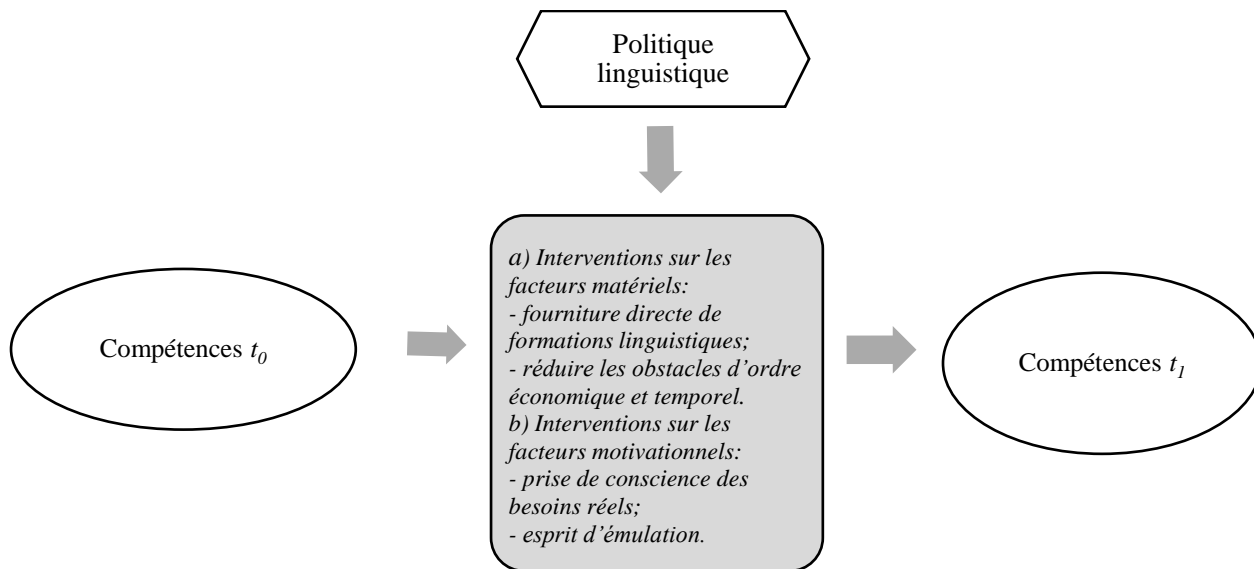 Politique
linguistique
a) Interventions sur les
facteurs matériels:
- fourniture directe de
formations linguistiques;
- réduire les obstacles d’ordre
économique et temporel.
b) Interventions sur les
facteurs motivationnels:
- prise de conscience des
besoins réels;
- esprit d’émulation.
Compétences t0
Compétences t1